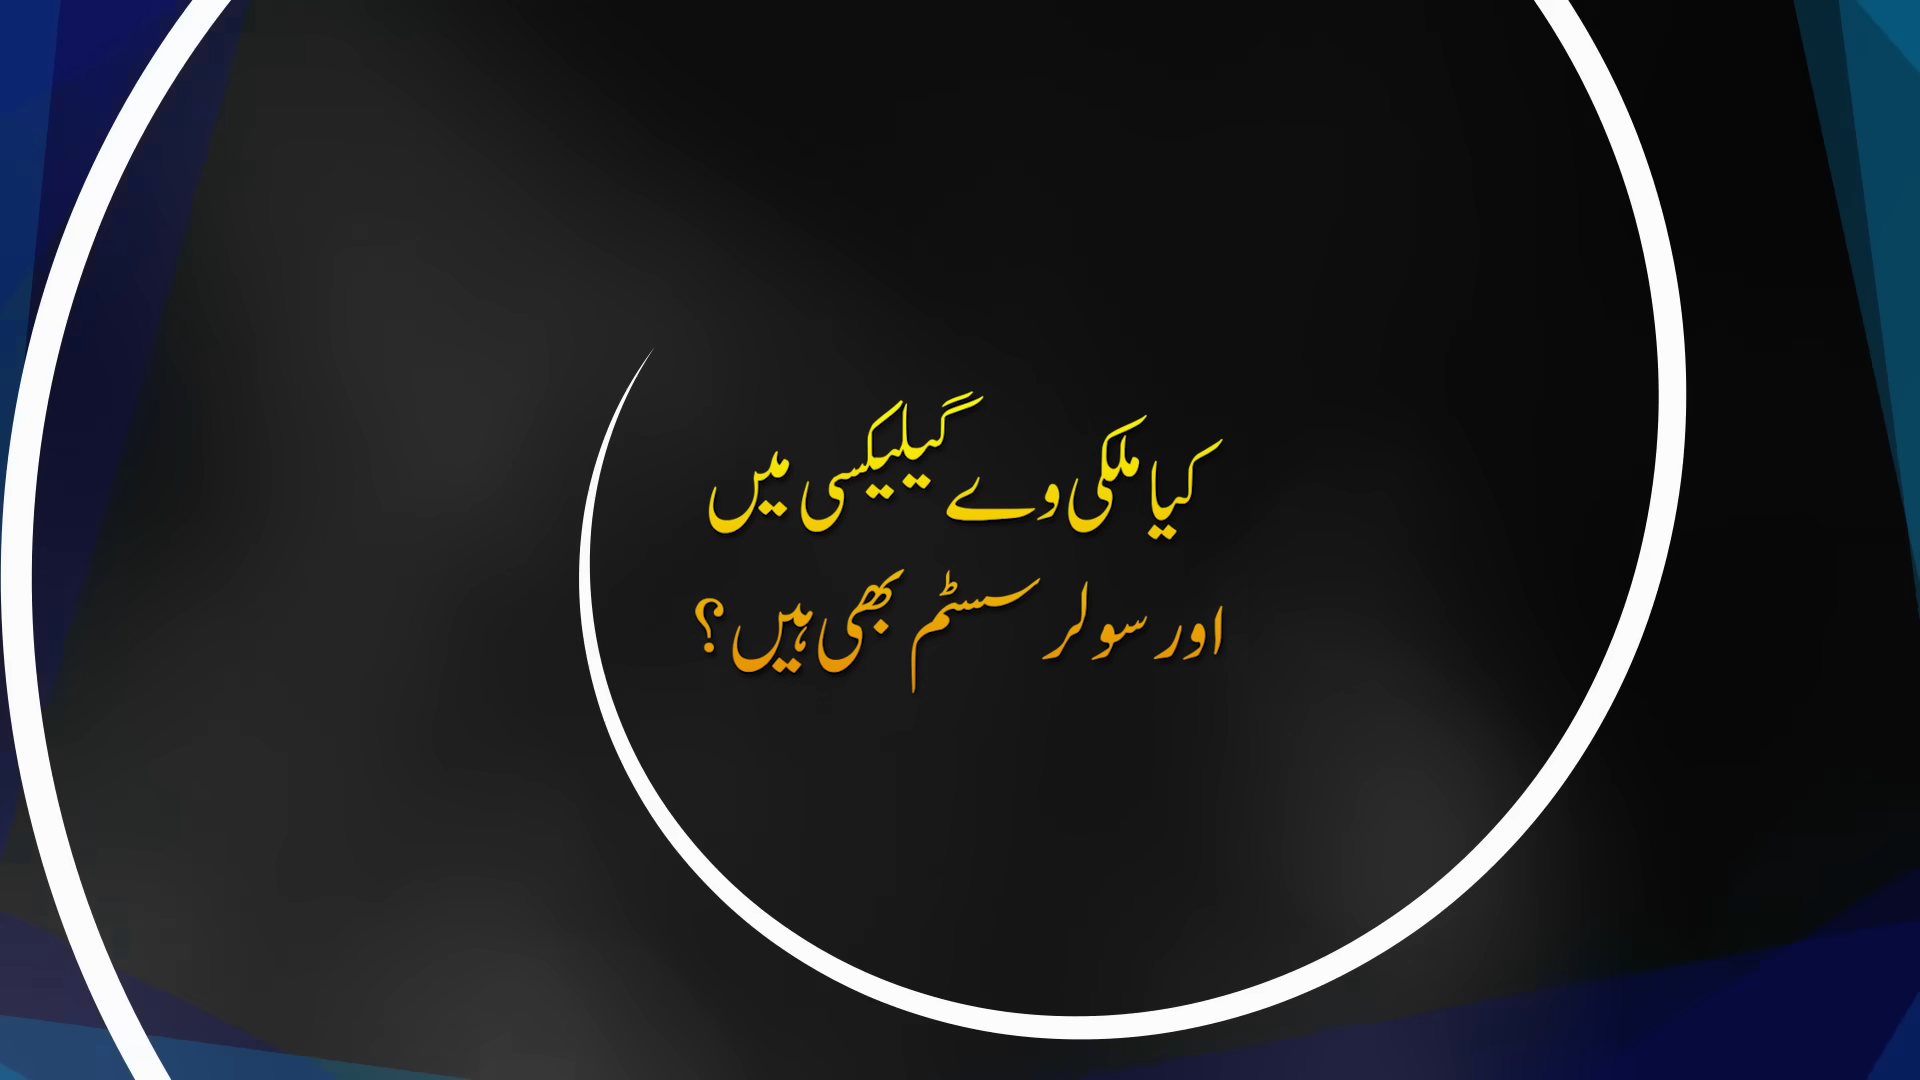 کیا ملکی وے گیلیکسی میں
اور سولر سسٹم بھی ہیں؟